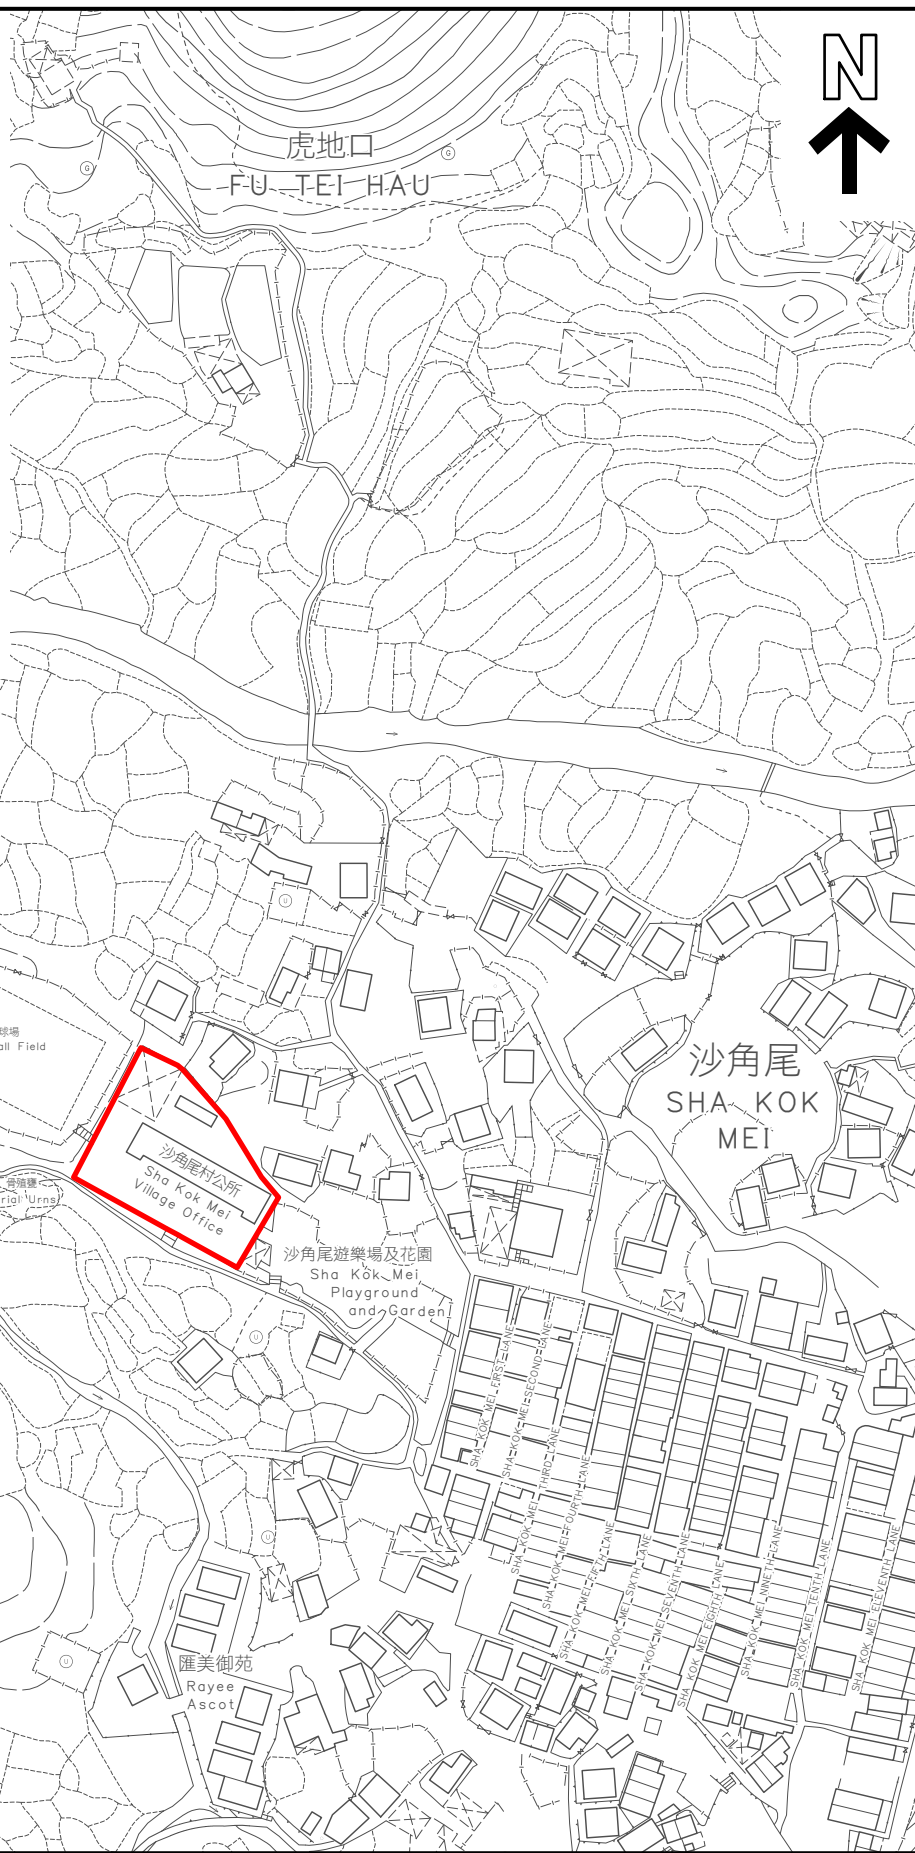 N
虎地口
FU TEI HAU
G
G
U
球場
all Field
沙角尾
SHA KOK
MEI
沙角尾村公所
Sha Kok Mei
Village Office
骨殖甕
rial Urns
沙角尾遊樂場及花園
Sha Kok Mei
Playground
and Garden
U
SHA KOK MEI FIRST LANE
SHA KOK MEI SECOND LANE
SHA KOK MEI THIRD LANE
SHA KOK MEI FOURTH LANE
SHA KOK MEI FIFTH LANE
SHA KOK MEI SIXTH LANE
SHA KOK MEI SEVENTH LANE
SHA KOK MEI EIGHTH LANE
SHA KOK MEI NINETH LANE
SHA KOK MEI TENTH LANE
SHA KOK MEI ELEVENTH LANE
U
U
匯美御苑
Rayee
Ascot